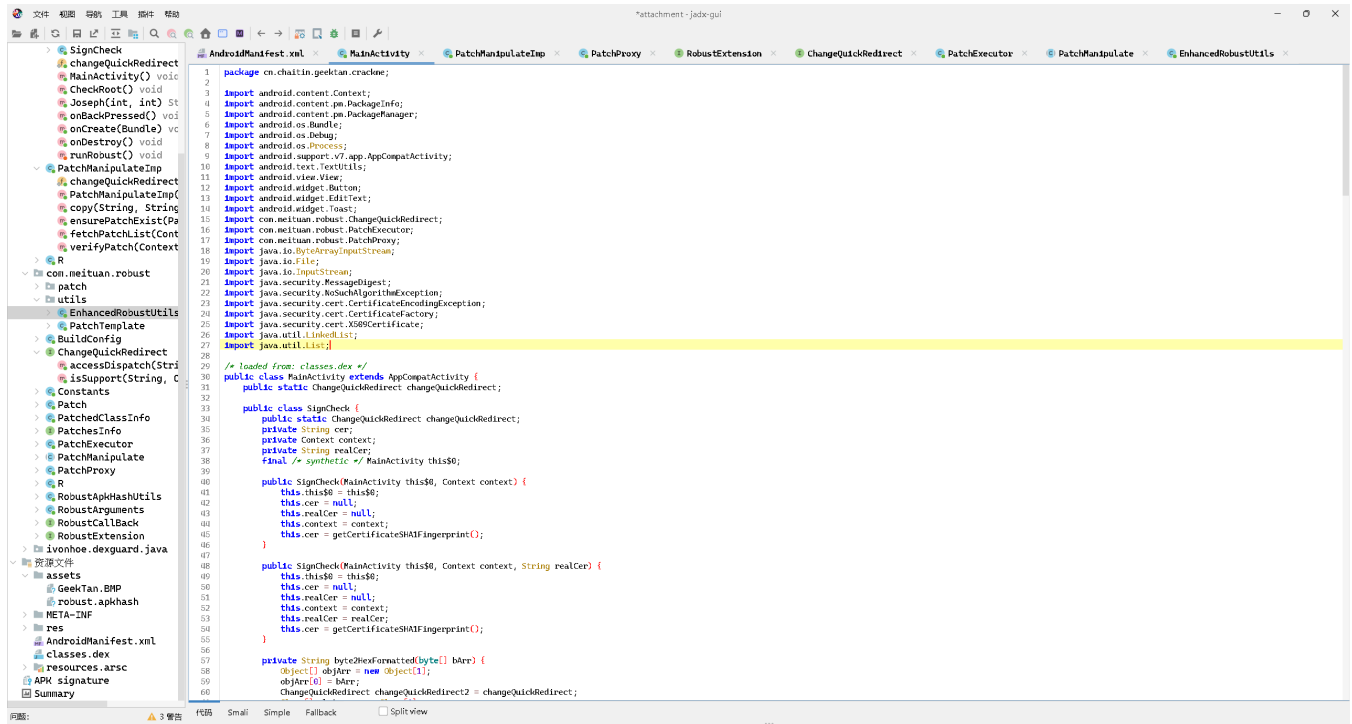 文件 视图 导航 工具 插件 帮助
*attachment - jadx-gui
SignCheck
changeQuickRedirect
MainActivity() void
CheckRoot() void
Joseph(int, int) St
onBackPressed() voi
onCreate(Bundle) vo
onDestroy() void
runRobust() void
PatchManipulateImp
changeQuickRedirect
PatchManipulateImp(
copy(String, String
ensurePatchExist(Pa
fetchPatchList(Cont
verifyPatch(Context
R
com.meituan.robust
patch
utils
EnhancedRobustUtils
PatchTemplate
BuildConfig
ChangeQuickRedirect
accessDispatch(Stri
isSupport(String, O
Constants
Patch
PatchedClassInfo
PatchesInfo
PatchExecutor
PatchManipulate
PatchProxy
R
RobustApkHashUtils
RobustArguments
RobustCallBack
RobustExtension
ivonhoe.dexguard.java
资源文件
assets
GeekTan.BMP
robust.apkhash
META-INF
res
AndroidManifest.xml
classes.dex
resources.arsc
APK signature
Summary
问题: 3 警告
AndroidManifest.xml MainActivity PatchManipulateImp PatchProxy RobustExtension ChangeQuickRedirect PatchExecutor PatchManipulate EnhancedRobustUtils
1 package cn.chaitin.geektan.crackme;
2
3 import android.content.Context;
4 import android.content.pm.PackageInfo;
5 import android.content.pm.PackageManager;
6 import android.os.Bundle;
7 import android.os.Debug;
8 import android.os.Process;
9 import android.support.v7.app.AppCompatActivity;
10 import android.text.TextUtils;
11 import android.view.View;
12 import android.widget.Button;
13 import android.widget.EditText;
14 import android.widget.Toast;
15 import com.meituan.robust.ChangeQuickRedirect;
16 import com.meituan.robust.PatchExecutor;
17 import com.meituan.robust.PatchProxy;
18 import java.io.ByteArrayInputStream;
19 import java.io.File;
20 import java.io.InputStream;
21 import java.security.MessageDigest;
22 import java.security.NoSuchAlgorithmException;
23 import java.security.cert.CertificateEncodingException;
24 import java.security.cert.CertificateFactory;
25 import java.security.cert.X509Certificate;
26 import java.util.LinkedList;
27 import java.util.List;
28
29 /* loaded from: classes.dex */
30 public class MainActivity extends AppCompatActivity {
31 public static ChangeQuickRedirect changeQuickRedirect;
32
33 public class SignCheck {
34 public static ChangeQuickRedirect changeQuickRedirect;
35 private String cer;
36 private Context context;
37 private String realCer;
38 final /* synthetic */ MainActivity this$0;
39
40 public SignCheck(MainActivity this$0, Context context) {
41 this.this$0 = this$0;
42 this.cer = null;
43 this.realCer = null;
44 this.context = context;
45 this.cer = getCertificateSHA1Fingerprint();
46 }
47
48 public SignCheck(MainActivity this$0, Context context, String realCer) {
49 this.this$0 = this$0;
50 this.cer = null;
51 this.realCer = null;
52 this.context = context;
53 this.realCer = realCer;
54 this.cer = getCertificateSHA1Fingerprint();
55 }
56
57 private String byte2HexFormatted(byte[] bArr) {
58 Object[] objArr = new Object[1];
59 objArr[0] = bArr;
60 ChangeQuickRedirect changeQuickRedirect2 = changeQuickRedirect;
代码 Smali Simple Fallback Split view